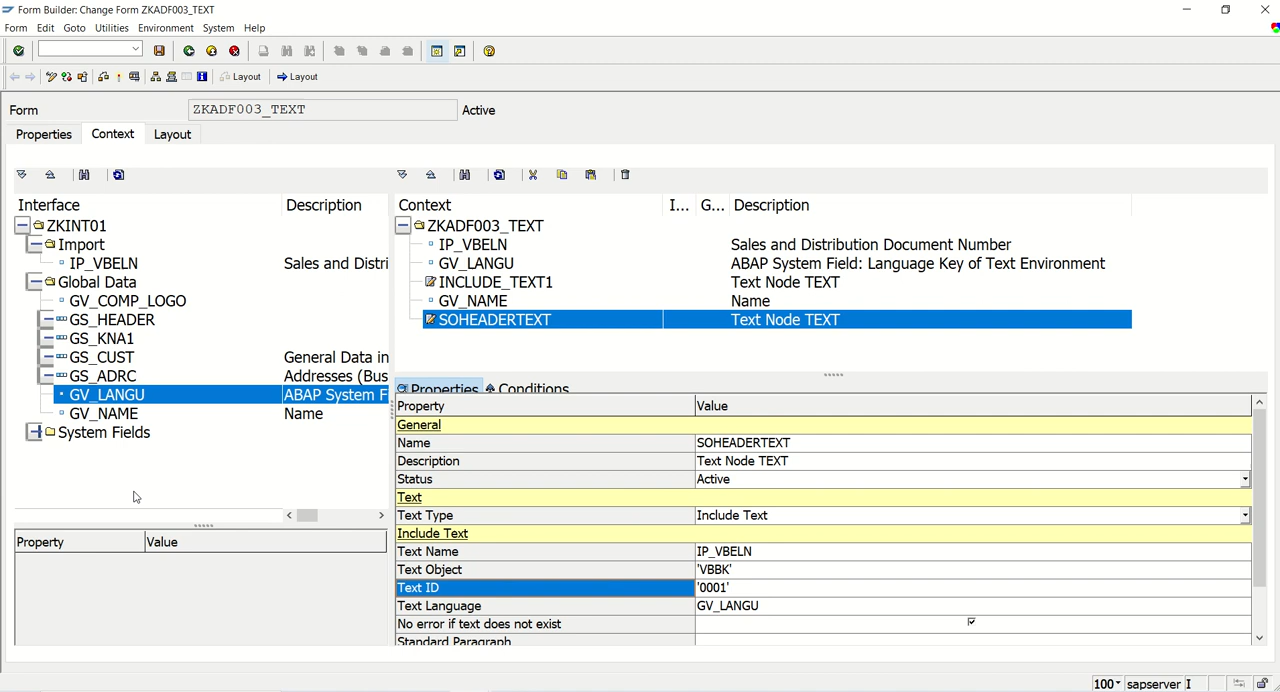 Form Builder: Change Form ZKADF003_TEXT
Form Edit Goto Utilities Environment System Help
Layout Layout
Form ZKADF003_TEXT Active
Properties Context Layout
Interface Description
ZKINT01
Import
IP_VBELN Sales and Distri
Global Data
GV_COMP_LOGO
GS_HEADER
GS_KNA1
GS_CUST General Data in
GS_ADRC Addresses (Bus
GV_LANGU ABAP System F
GV_NAME Name
System Fields
Property Value
Context I... G... Description
ZKADF003_TEXT
IP_VBELN Sales and Distribution Document Number
GV_LANGU ABAP System Field: Language Key of Text Environment
INCLUDE_TEXT1 Text Node TEXT
GV_NAME Name
SOHEADERTEXT Text Node TEXT
Properties Conditions
Property Value
General
Name SOHEADERTEXT
Description Text Node TEXT
Status Active
Text
Text Type Include Text
Include Text
Text Name IP_VBELN
Text Object 'VBBK'
Text ID '0001'
Text Language GV_LANGU
No error if text does not exist
Standard Paragraph
100 sapserver I